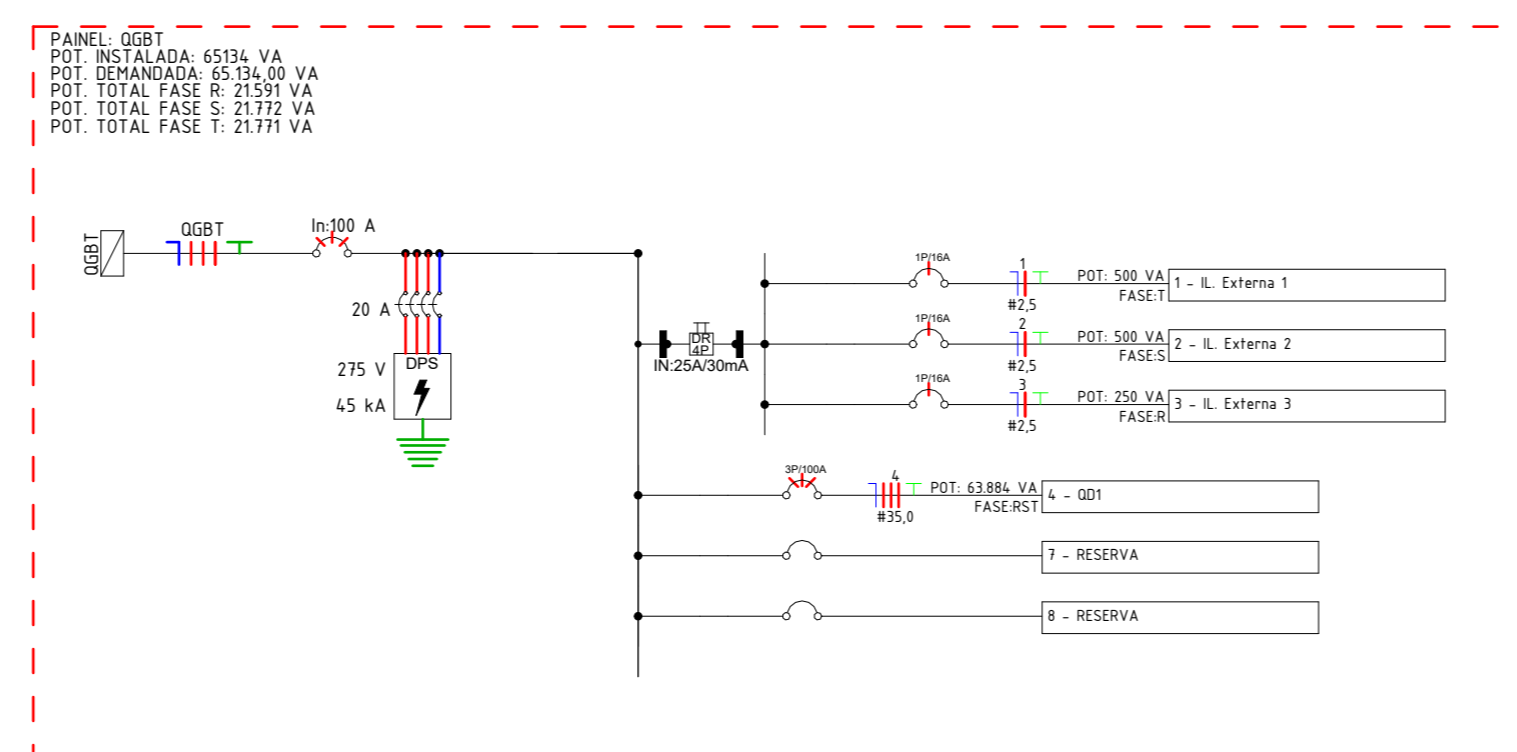 PAINEL: QGBT
POT. INSTALADA: 65134 VA
POT. DEMANDADA: 65.134,00 VA
POT. TOTAL FASE R: 21.591 VA
POT. TOTAL FASE S: 21.772 VA
POT. TOTAL FASE T: 21.771 VA
QGBT
QGBT
In:100 A
20 A
275 V
45 kA
DPS
DR
4P
IN:25A/30mA
1P/16A
1
#2,5
POT: 500 VA
FASE:T
1 - IL. Externa 1
1P/16A
2
#2,5
POT: 500 VA
FASE:S
2 - IL. Externa 2
1P/16A
3
#2,5
POT: 250 VA
FASE:R
3 - IL. Externa 3
3P/100A
4
#35,0
POT: 63.884 VA
FASE:RST
4 - QD1
7 - RESERVA
8 - RESERVA